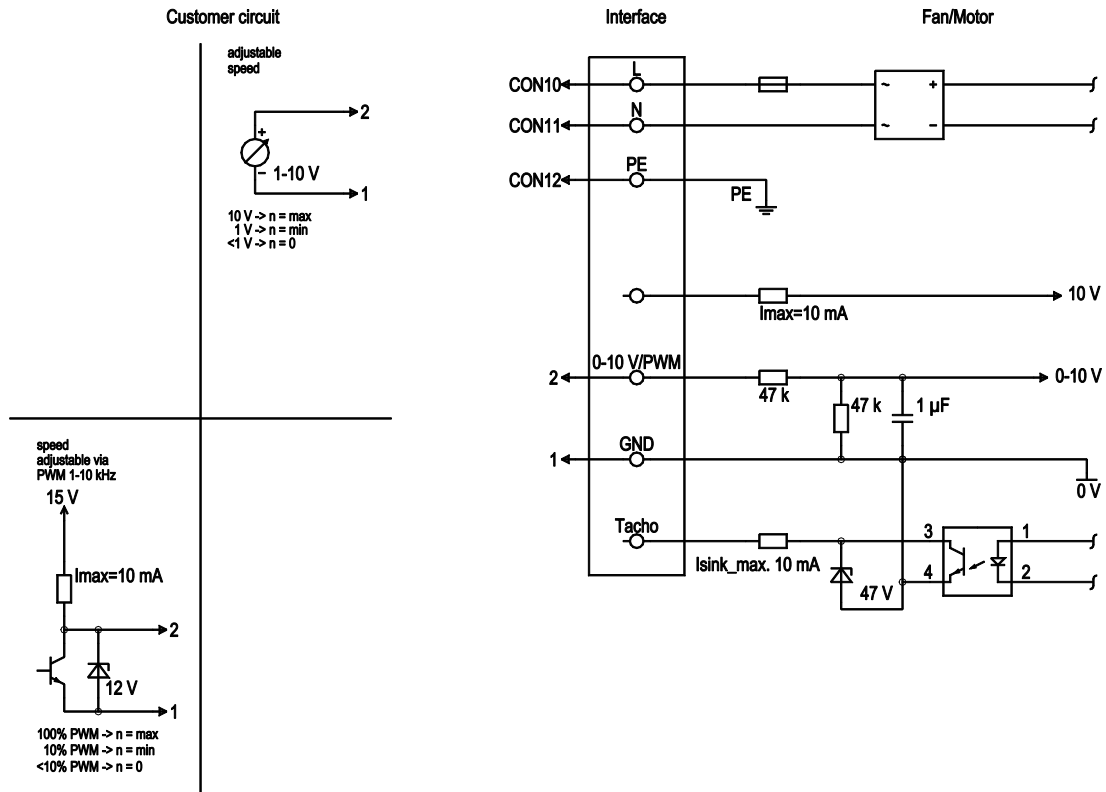 Customer circuit
Interface
Fan/Motor
adjustable
speed
2
+
− 1-10 V
1
10 V -> n = max
1 V -> n = min
<1 V -> n = 0
CON10
L
~
+
CON11
N
~
−
CON12
PE
PE
10 V
Imax=10 mA
2
0-10 V/PWM
47 k
0-10 V
47 k
1 µF
1
GND
0 V
Tacho
Isink_max. 10 mA
3
1
4
2
47 V
speed
adjustable via
PWM 1-10 kHz
15 V
Imax=10 mA
2
12 V
1
100% PWM -> n = max
10% PWM -> n = min
<10% PWM -> n = 0